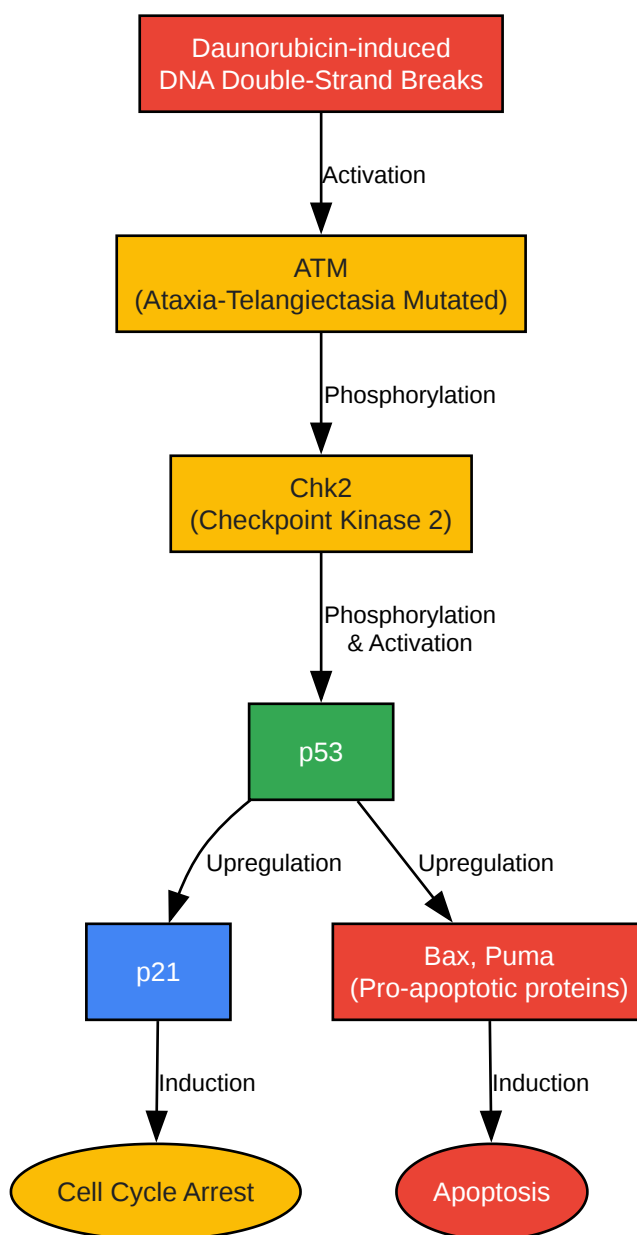 Daunorubicin-induced
DNA Double-Strand Breaks
Activation
ATM
(Ataxia-Telangiectasia Mutated)
Phosphorylation
Chk2
(Checkpoint Kinase 2)
Phosphorylation
& Activation
p53
Upregulation
Upregulation
p21
Bax, Puma
(Pro-apoptotic proteins)
Induction
Induction
Cell Cycle Arrest
Apoptosis